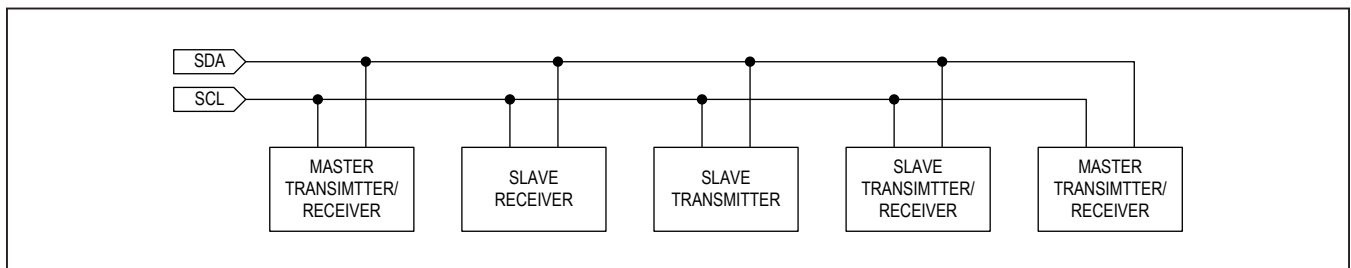 SDA
SCL
MASTER
TRANSIMTTER/
RECEIVER
SLAVE
RECEIVER
SLAVE
TRANSMITTER
SLAVE
TRANSIMTTER/
RECEIVER
MASTER
TRANSIMTTER/
RECEIVER